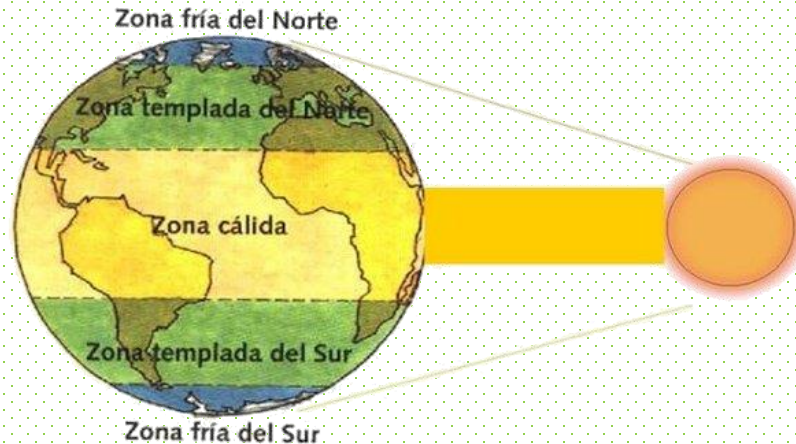 Zona fría del Norte
Zona templada del Norte
Zona cálida
Zona templada del Sur
Zona fría del Sur